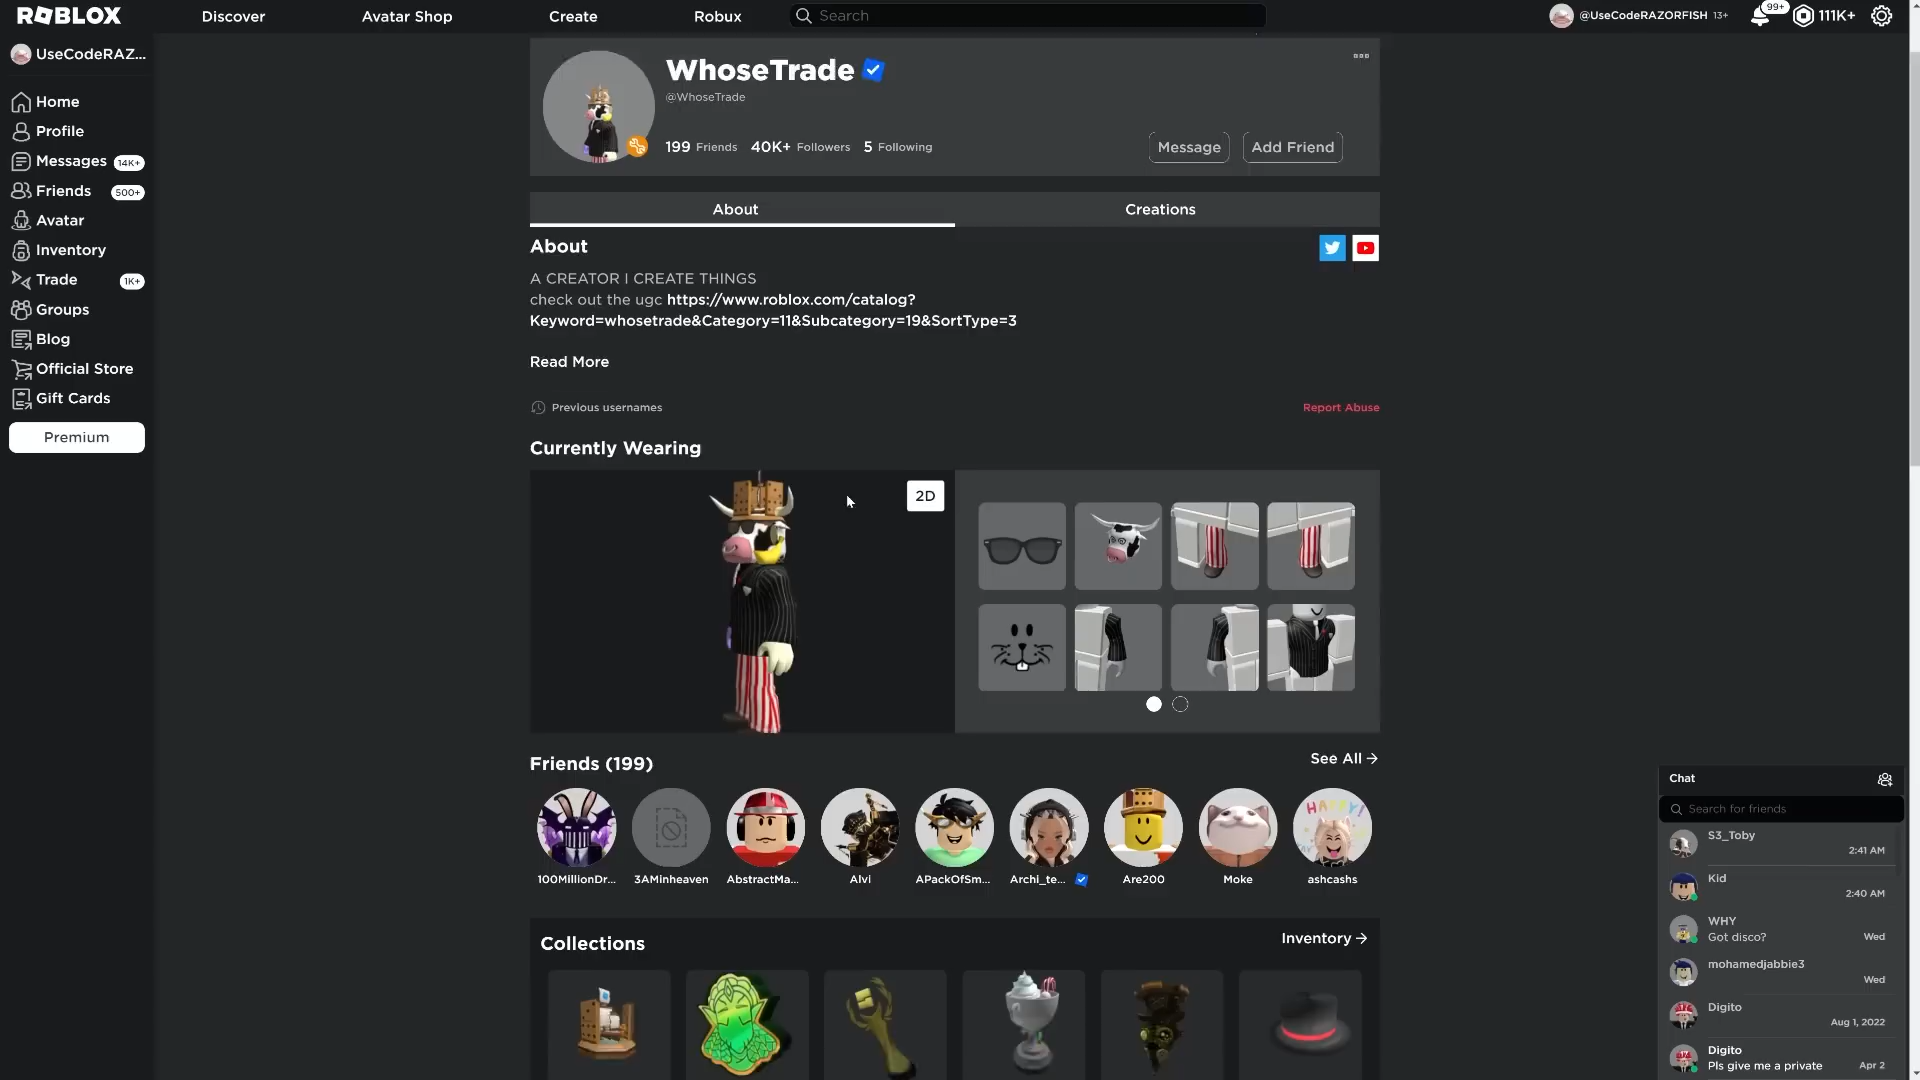 ROBLOX
Discover
Avatar Shop
Create
Robux
Search
@UseCodeRAZORFISH 13+
99+
111K+
UseCodeRAZ...
Home
Profile
Messages 14K+
Friends 500+
Avatar
Inventory
Trade 1K+
Groups
Blog
Official Store
Gift Cards
Premium
WhoseTrade
@WhoseTrade
199 Friends 40K+ Followers 5 Following
Message
Add Friend
About
Creations
About
A CREATOR I CREATE THINGS
check out the ugc https://www.roblox.com/catalog?
Keyword=whosetrade&Category=11&Subcategory=19&SortType=3
Read More
Previous usernames
Report Abuse
Currently Wearing
2D
Friends (199)
See All
100MillionDr...
3AMinheaven
AbstractMa...
Alvi
APackOfSm...
Archi_te...
Are200
Moke
ashcashs
Collections
Inventory
Chat
Search for friends
S3_Toby
2:41 AM
Kid
2:40 AM
WHY
Got disco?
Wed
mohamedjabbie3
Wed
Digito
Aug 1, 2022
Digito
Pls give me a private
Apr 2